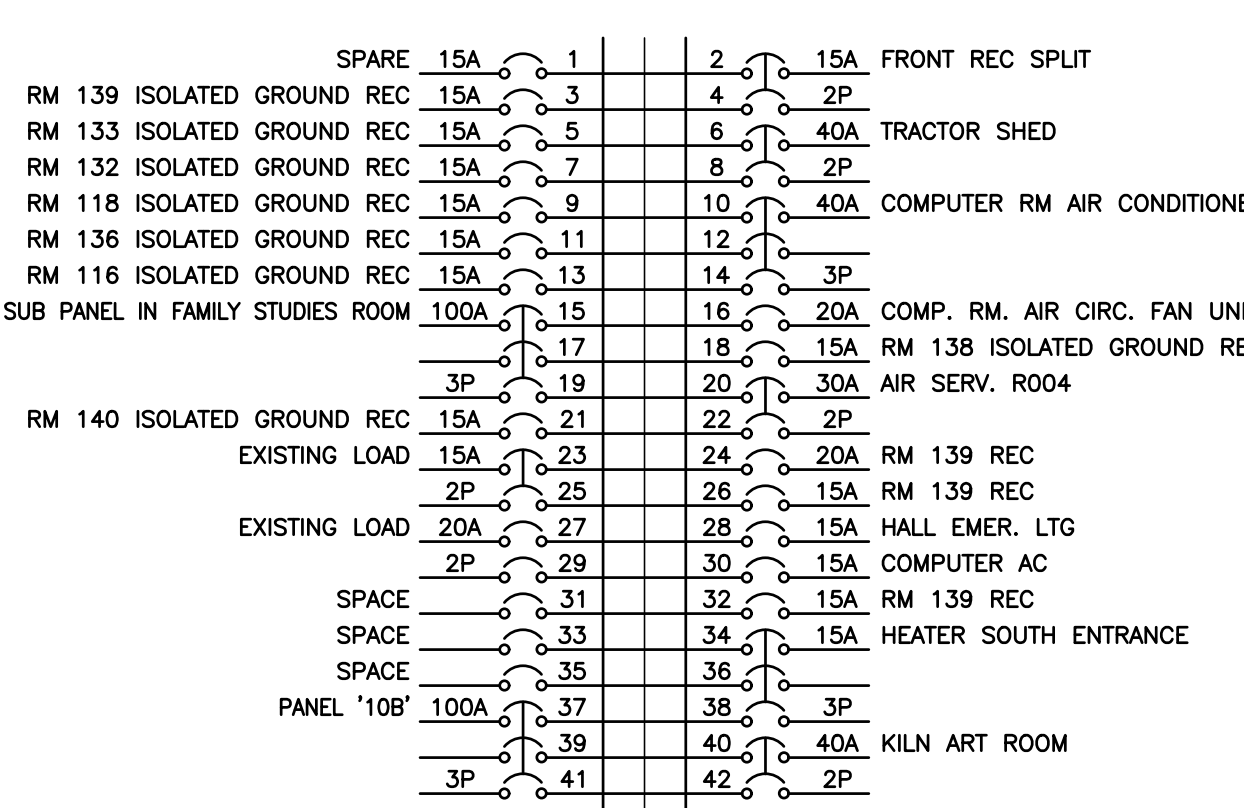 SPARE 15A 1 2 15A FRONT REC SPLIT
RM 139 ISOLATED GROUND REC 15A 3 4 2P
RM 133 ISOLATED GROUND REC 15A 5 6 40A TRACTOR SHED
RM 132 ISOLATED GROUND REC 15A 7 8 2P
RM 118 ISOLATED GROUND REC 15A 9 10 40A COMPUTER RM AIR CONDITIONE
RM 136 ISOLATED GROUND REC 15A 11 12
RM 116 ISOLATED GROUND REC 15A 13 14 3P
SUB PANEL IN FAMILY STUDIES ROOM 100A 15 16 20A COMP. RM. AIR CIRC. FAN UNI
17 18 15A RM 138 ISOLATED GROUND RE
3P 19 20 30A AIR SERV. R004
RM 140 ISOLATED GROUND REC 15A 21 22 2P
EXISTING LOAD 15A 23 24 20A RM 139 REC
2P 25 26 15A RM 139 REC
EXISTING LOAD 20A 27 28 15A HALL EMER. LTG
2P 29 30 15A COMPUTER AC
SPACE 31 32 15A RM 139 REC
SPACE 33 34 15A HEATER SOUTH ENTRANCE
SPACE 35 36
PANEL '10B' 100A 37 38 3P
39 40 40A KILN ART ROOM
3P 41 42 2P